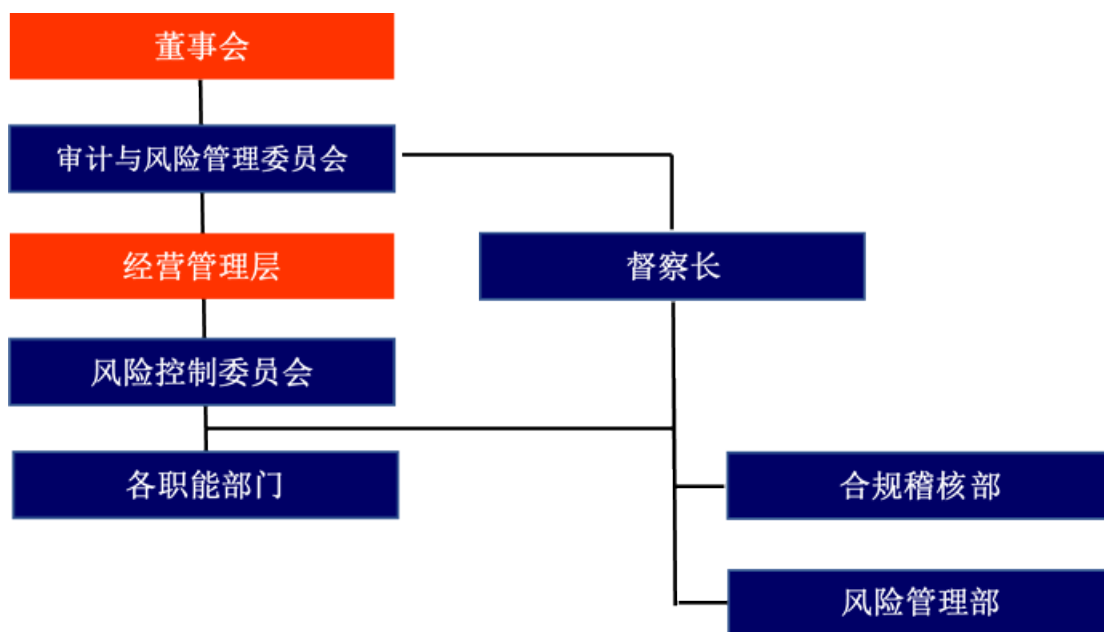 董事会
审计与风险管理委员会
经营管理层
督察长
风险控制委员会
各职能部门
合规稽核部
风险管理部